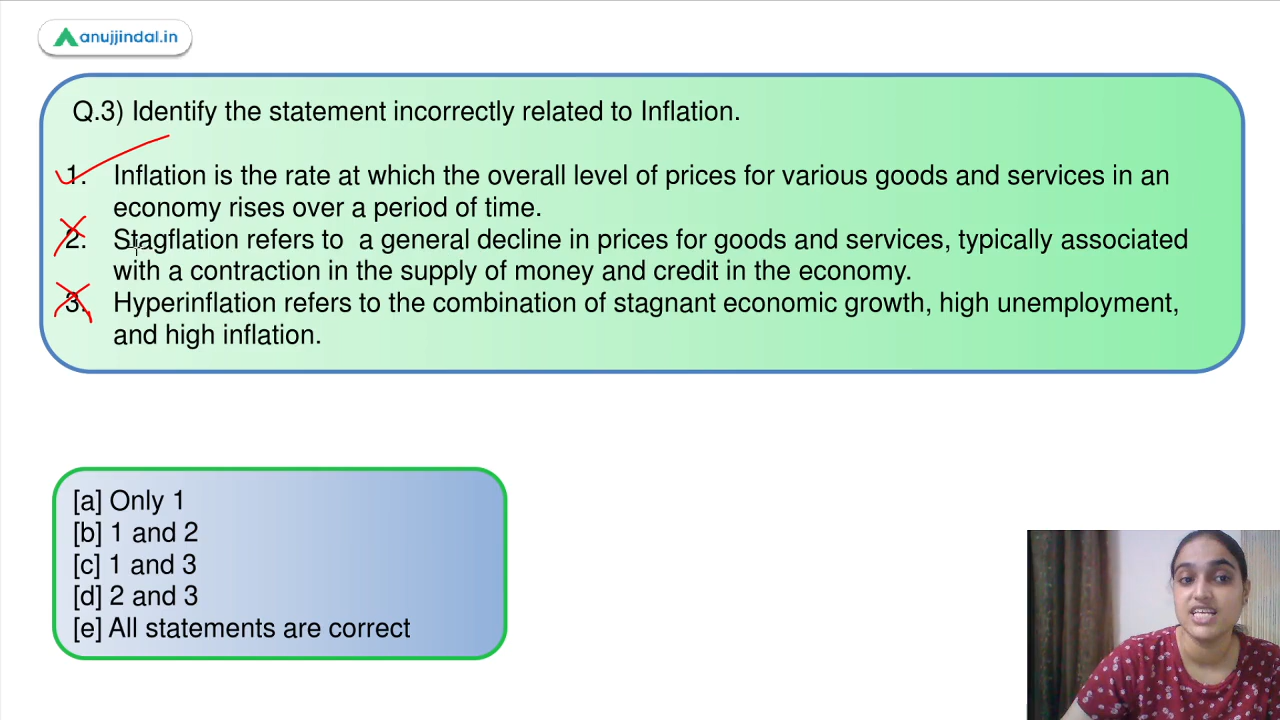 anujjindal.in
Q.3) Identify the statement incorrectly related to Inflation.
1. Inflation is the rate at which the overall level of prices for various goods and services in an
economy rises over a period of time.
2. Stagflation refers to a general decline in prices for goods and services, typically associated
with a contraction in the supply of money and credit in the economy.
3. Hyperinflation refers to the combination of stagnant economic growth, high unemployment,
and high inflation.
[a] Only 1
[b] 1 and 2
[c] 1 and 3
[d] 2 and 3
[e] All statements are correct